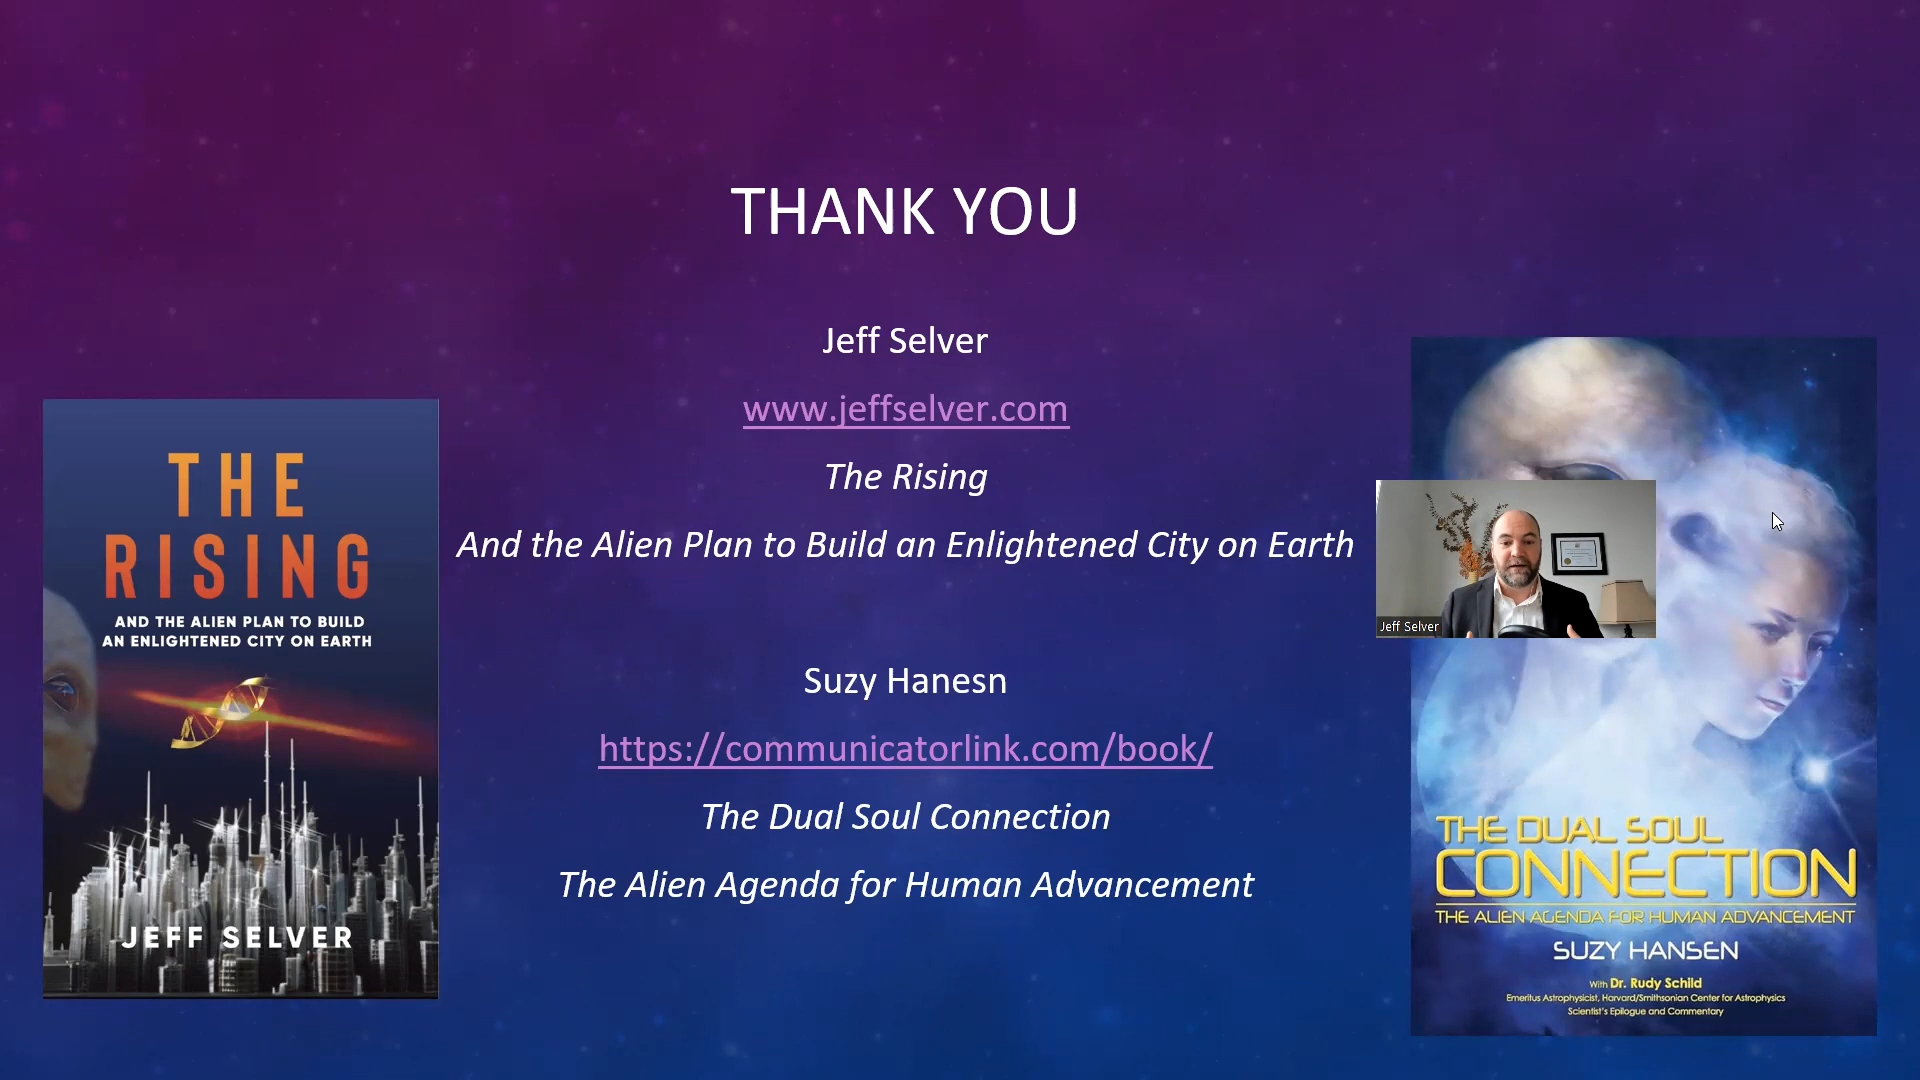 THANK YOU
Jeff Selver
www.jeffselver.com
The Rising
And the Alien Plan to Build an Enlightened City on Earth
Suzy Hanesn
https://communicatorlink.com/book/
The Dual Soul Connection
The Alien Agenda for Human Advancement
THE
RISING
AND THE ALIEN PLAN TO BUILD
AN ENLIGHTENED CITY ON EARTH
JEFF SELVER
Jeff Selver
THE DUAL SOUL
CONNECTION
THE ALIEN AGENDA FOR HUMAN ADVANCEMENT
SUZY HANSEN
With Dr. Rudy Schild
Emeritus Astrophysicist, Harvard/Smithsonian Center for Astrophysics
Scientist's Epilogue and Commentary